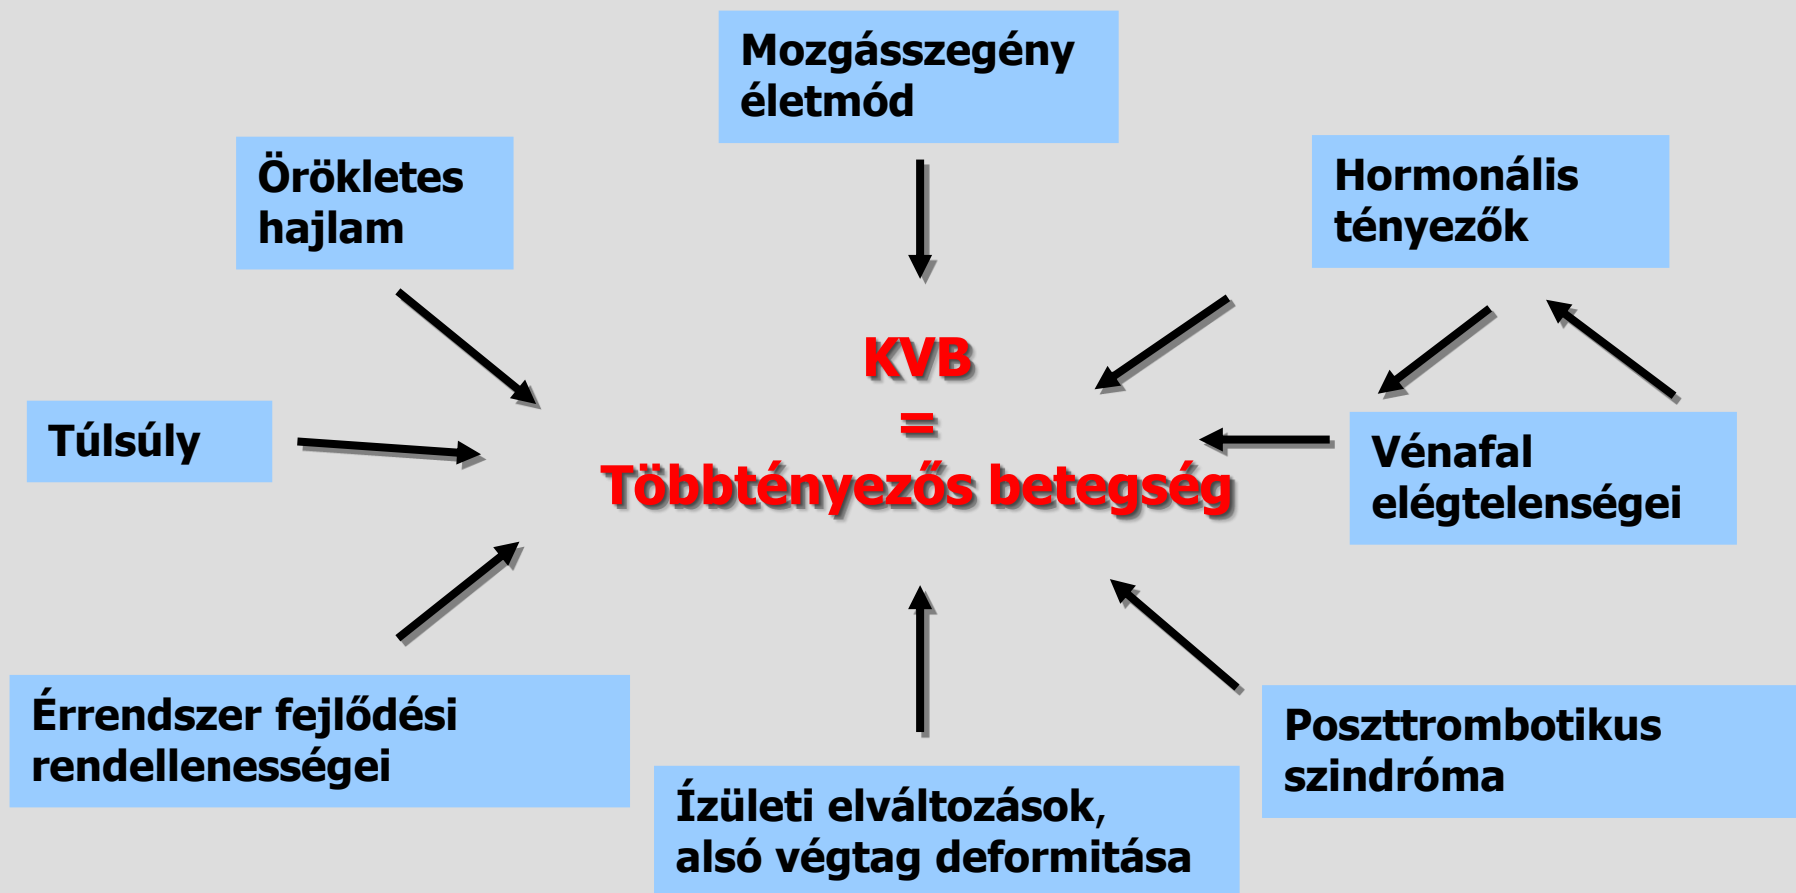 Mozgásszegény
életmód
Örökletes
hajlam
Hormonális
tényezők
KVB
=
Többtényezős betegség
Túlsúly
Vénafal
elégtelenségei
Érrendszer fejlődési
rendellenességei
Poszttrombotikus
szindróma
Ízületi elváltozások,
alsó végtag deformitása